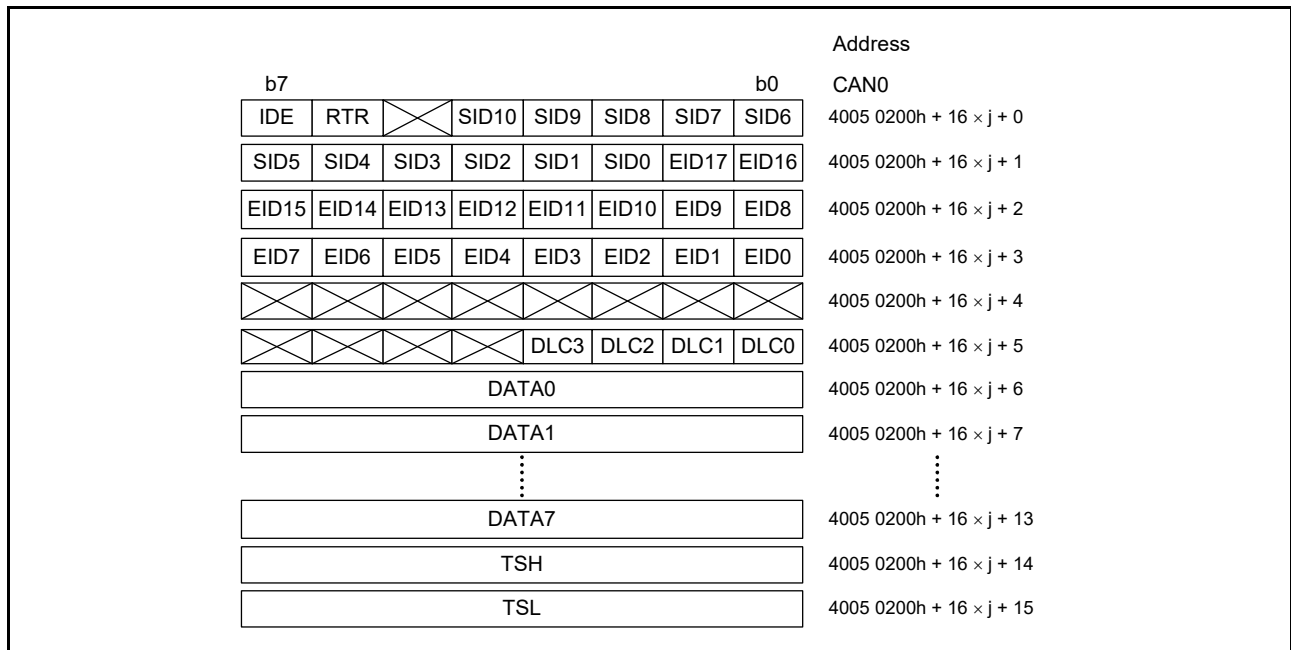 Address
b7 b0 CAN0
IDE RTR SID10 SID9 SID8 SID7 SID6 4005 0200h + 16 × j + 0
SID5 SID4 SID3 SID2 SID1 SID0 EID17 EID16 4005 0200h + 16 × j + 1
EID15 EID14 EID13 EID12 EID11 EID10 EID9 EID8 4005 0200h + 16 × j + 2
EID7 EID6 EID5 EID4 EID3 EID2 EID1 EID0 4005 0200h + 16 × j + 3
4005 0200h + 16 × j + 4
DLC3 DLC2 DLC1 DLC0 4005 0200h + 16 × j + 5
DATA0 4005 0200h + 16 × j + 6
DATA1 4005 0200h + 16 × j + 7
DATA7 4005 0200h + 16 × j + 13
TSH 4005 0200h + 16 × j + 14
TSL 4005 0200h + 16 × j + 15